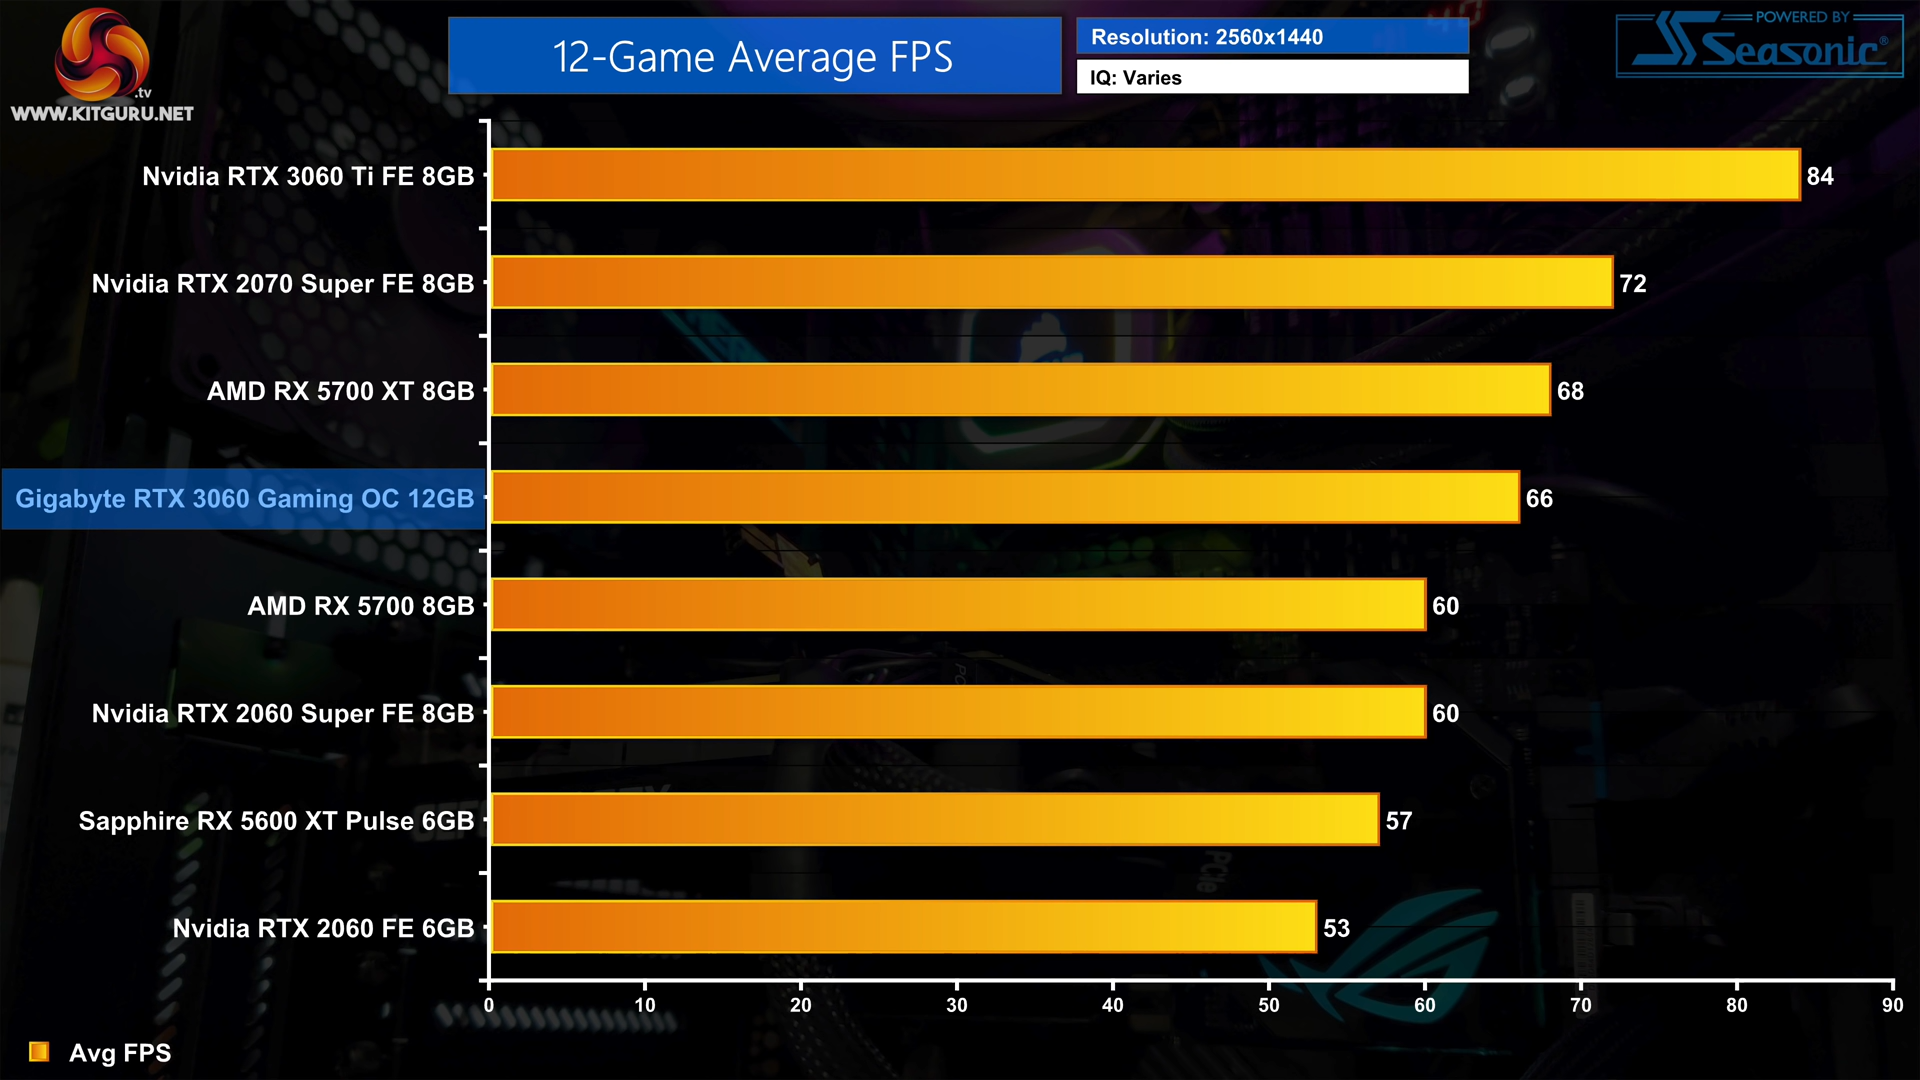 .tv
WWW.KITGURU.NET
12-Game Average FPS
Resolution: 2560x1440
IQ: Varies
POWERED BY
Seasonic®
Nvidia RTX 3060 Ti FE 8GB
84
Nvidia RTX 2070 Super FE 8GB
72
AMD RX 5700 XT 8GB
68
Gigabyte RTX 3060 Gaming OC 12GB
66
AMD RX 5700 8GB
60
Nvidia RTX 2060 Super FE 8GB
60
Sapphire RX 5600 XT Pulse 6GB
57
PCIe
Nvidia RTX 2060 FE 6GB
53
0 10 20 30 40 50 60 70 80 90
Avg FPS